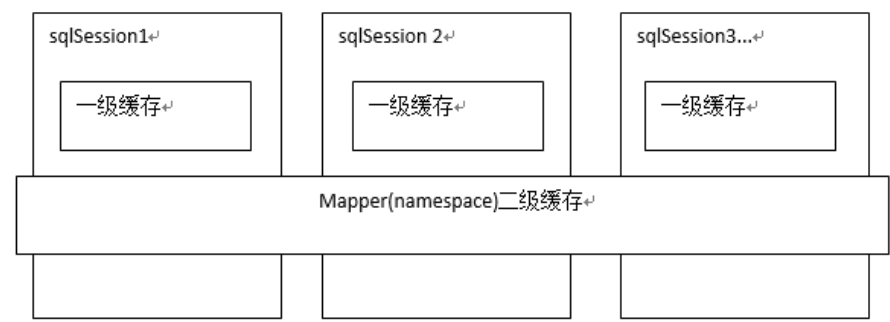 sqlSession1↵
sqlSession 2↵
sqlSession3...↵
一级缓存↵
一级缓存↵
一级缓存↵
Mapper(namespace)二级缓存↵